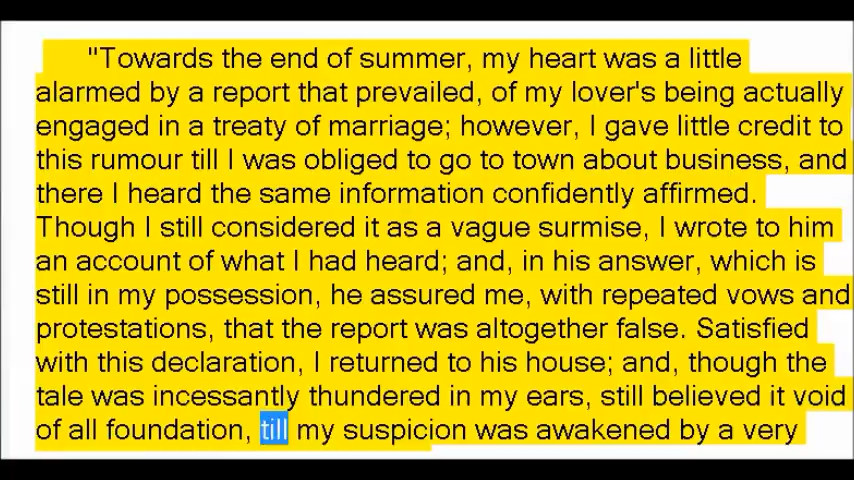 "Towards the end of summer, my heart was a little
alarmed by a report that prevailed, of my lover's being actually
engaged in a treaty of marriage; however, I gave little credit to
this rumour till I was obliged to go to town about business, and
there I heard the same information confidently affirmed.
Though I still considered it as a vague surmise, I wrote to him
an account of what I had heard; and, in his answer, which is
still in my possession, he assured me, with repeated vows and
protestations, that the report was altogether false. Satisfied
with this declaration, I returned to his house; and, though the
tale was incessantly thundered in my ears, still believed it void
of all foundation, till my suspicion was awakened by a very